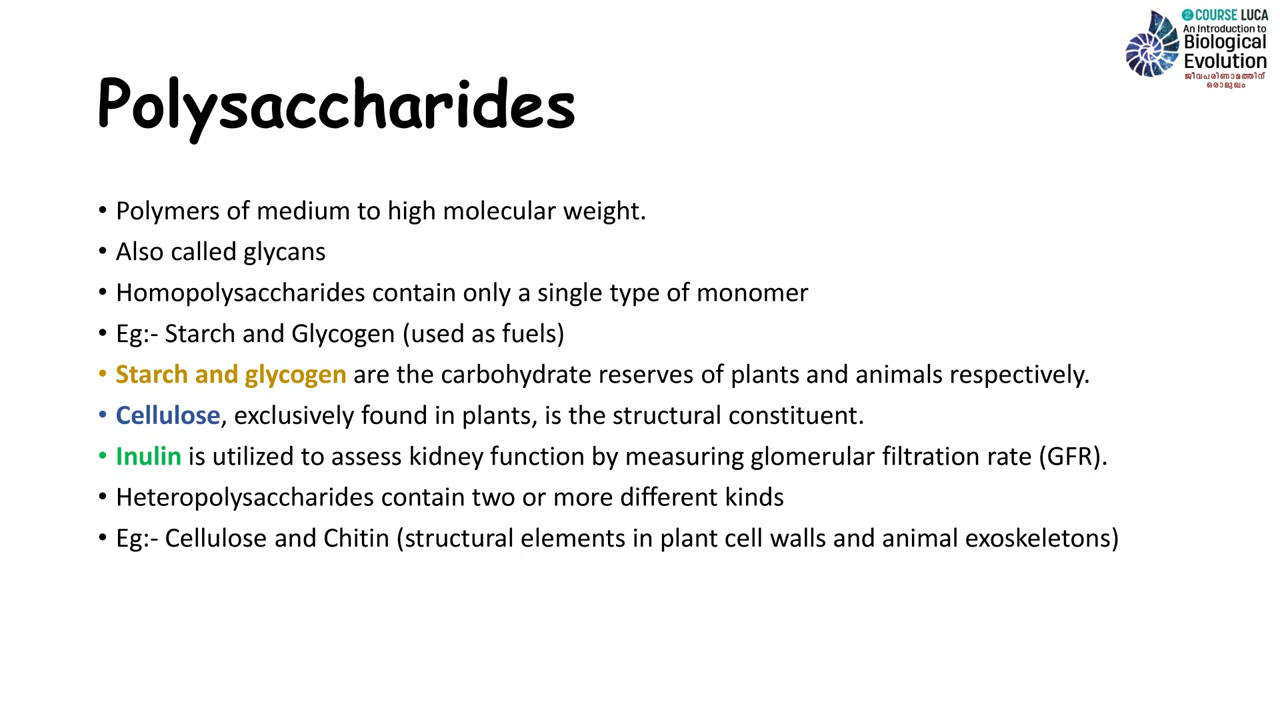 COURSE LUCA
An Introduction to
Biological
Evolution
ജീവപരിണാമത്തിന്
ഒരാമുഖം
Polysaccharides
• Polymers of medium to high molecular weight.
• Also called glycans
• Homopolysaccharides contain only a single type of monomer
• Eg:- Starch and Glycogen (used as fuels)
• Starch and glycogen are the carbohydrate reserves of plants and animals respectively.
• Cellulose, exclusively found in plants, is the structural constituent.
• Inulin is utilized to assess kidney function by measuring glomerular filtration rate (GFR).
• Heteropolysaccharides contain two or more different kinds
• Eg:- Cellulose and Chitin (structural elements in plant cell walls and animal exoskeletons)